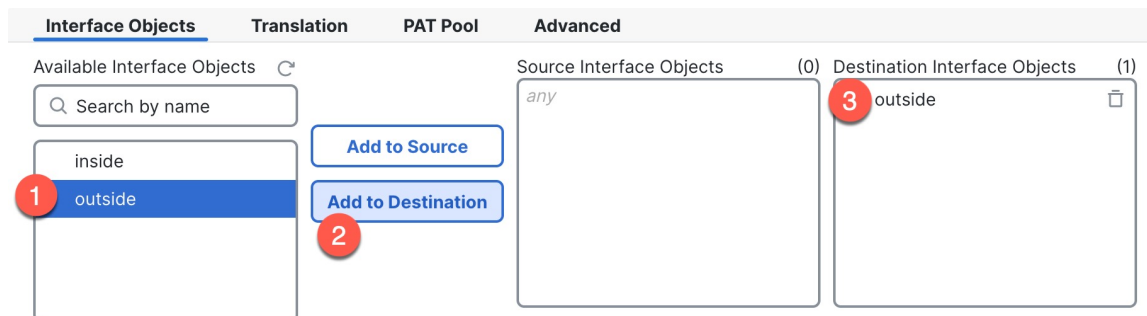 Interface Objects Translation PAT Pool Advanced
Available Interface Objects
Search by name
inside
1 outside
Add to Source
Add to Destination
2
Source Interface Objects (0)
any
Destination Interface Objects (1)
3 outside